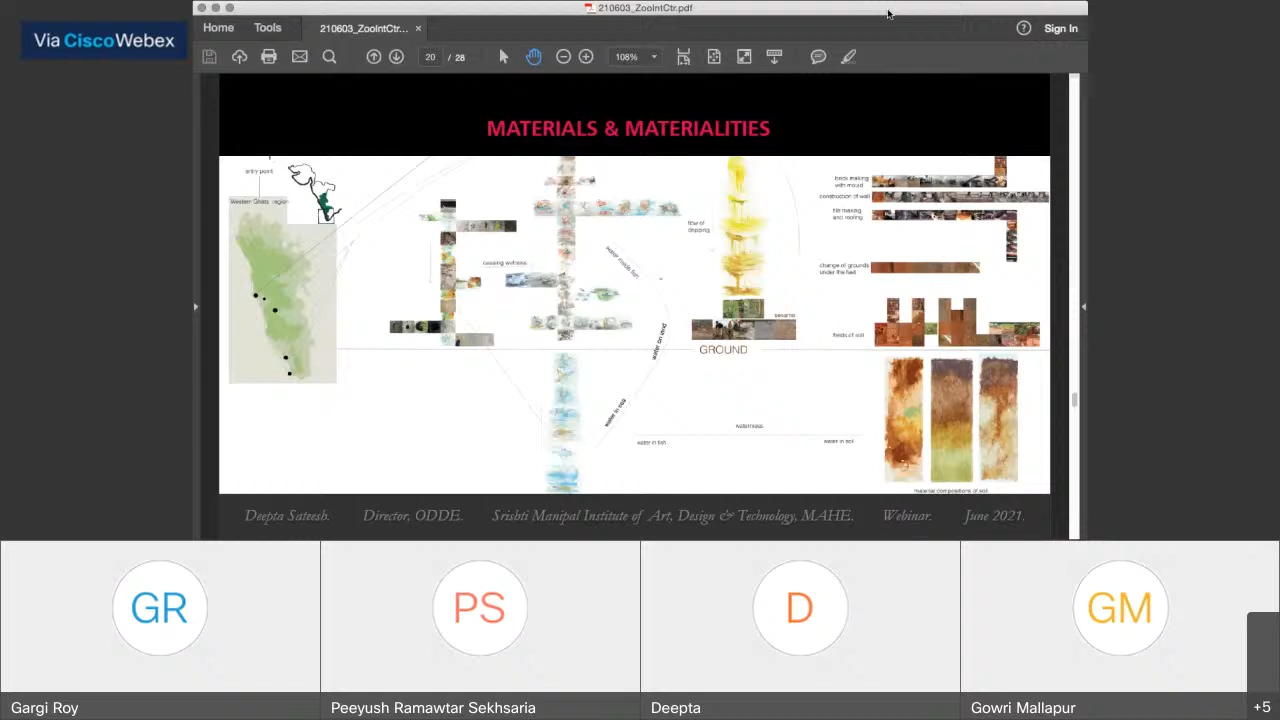 210603_ZooIntCtr.pdf
Via CiscoWebex
Home Tools 210603_ZooIntCtr... × ? Sign In
20 / 28 108%
MATERIALS & MATERIALITIES
entry point
Western Ghats region
brick making
with mould
construction of wall
tile making
and roofing
flow of
dripping
water inside fish
causing wetness
change of grounds
under the feet
sesame
fields of soil
water on land
GROUND
water in sea
waterness
water in fish
water in soil
material compositions of soil
Deepta Sateesh. Director, ODDE. Srishti Manipal Institute of Art, Design & Technology, MAHE. Webinar. June 2021.
GR PS D GM
Gargi Roy Peeyush Ramawtar Sekhsaria Deepta Gowri Mallapur +5